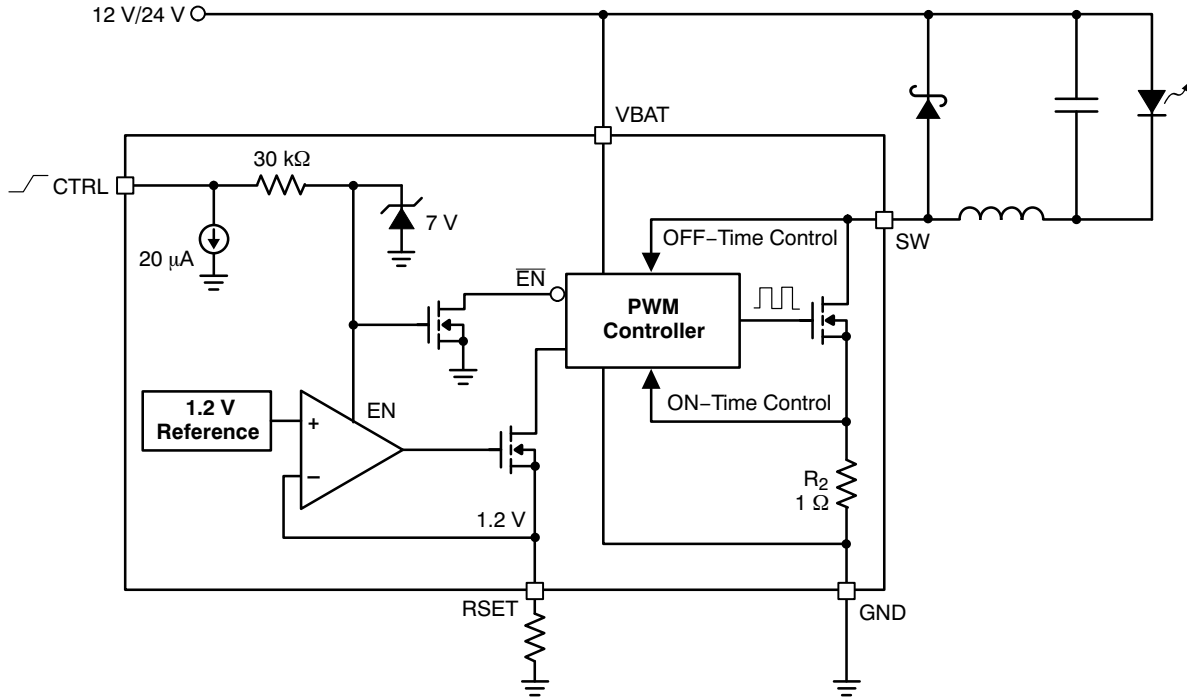 12 V/24 V
VBAT
30 kΩ
CTRL
7 V
20 μA
SW
OFF–Time Control
EN
PWM
Controller
ON–Time Control
1.2 V
Reference
+
EN
−
R2
1 Ω
1.2 V
RSET
GND